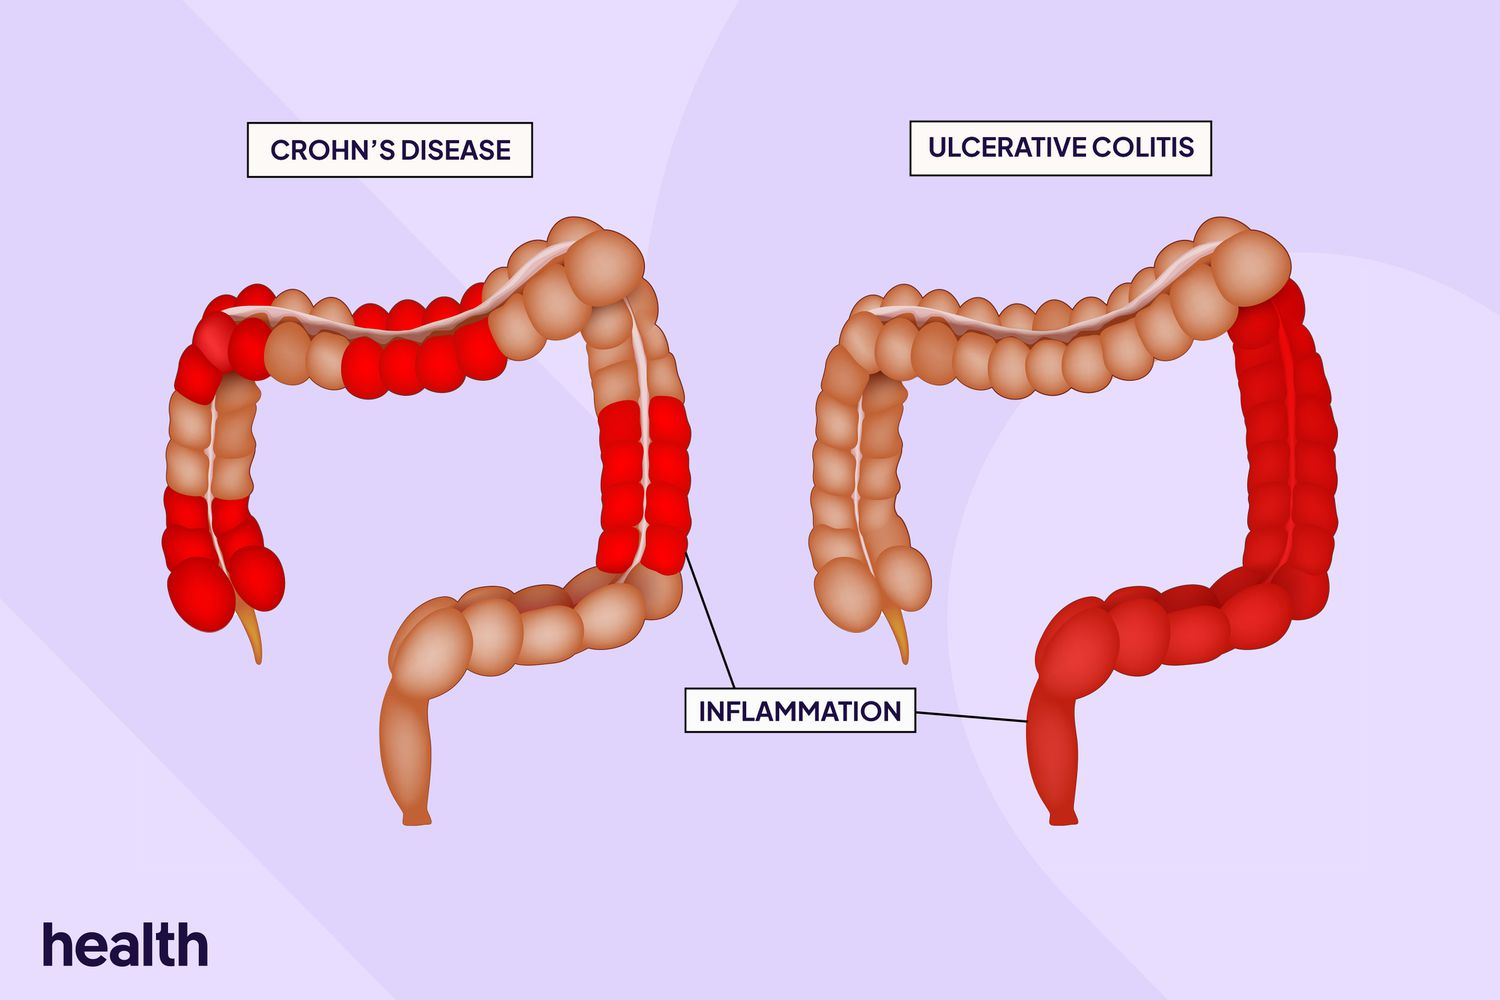 CROHN’S DISEASE
ULCERATIVE COLITIS
INFLAMMATION
health